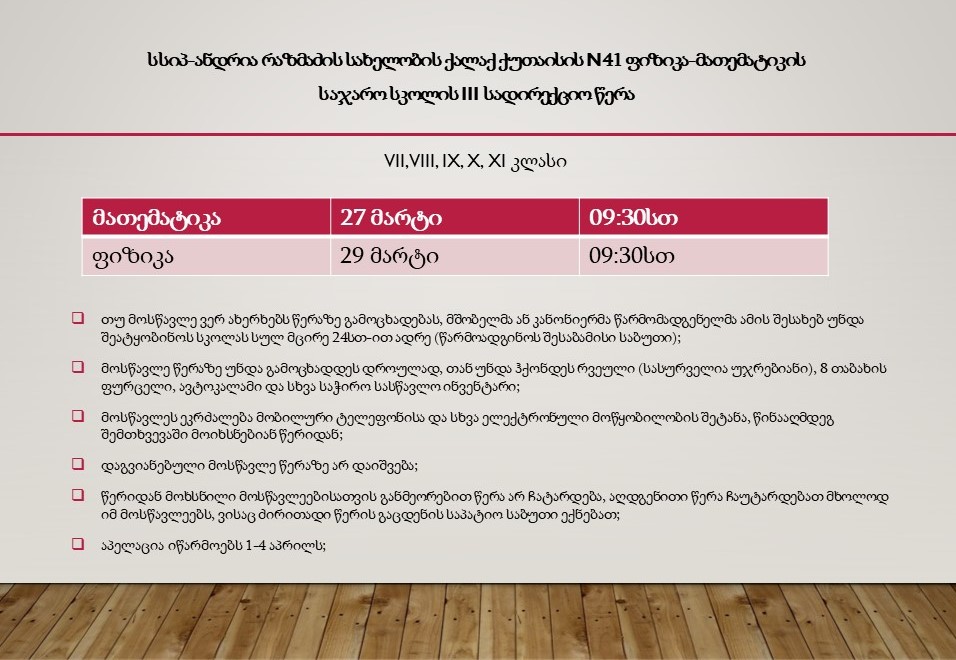 სსიპ-ანდრია რაზმაძის სახელობის ქალაქ ქუთაისის N41 ფიზიკა-მათემატიკის
საჯარო სკოლის III სადირექციო წერა
VII,VIII, IX, X, XI კლასი
მათემატიკა 27 მარტი 09:30სთ
ფიზიკა 29 მარტი 09:30სთ
❑ თუ მოსწავლე ვერ ახერხებს წერაზე გამოცხადებას, მშობელმა ან კანონიერმა წარმომადგენელმა ამის შესახებ უნდა
შეატყობინოს სკოლას სულ მცირე 24სთ-ით ადრე (წარმოადგინოს შესაბამისი საბუთი);
❑ მოსწავლე წერაზე უნდა გამოცხადდეს დროულად, თან უნდა ჰქონდეს რვეული (სასურველია უჯრებიანი), 8 თაბახის
ფურცელი, ავტოკალამი და სხვა საჭირო სასწავლო ინვენტარი;
❑ მოსწავლეს ეკრძალება მობილური ტელეფონისა და სხვა ელექტრონული მოწყობილობის შეტანა, წინააღმდეგ
შემთხვევაში მოიხსნებიან წერიდან;
❑ დაგვიანებული მოსწავლე წერაზე არ დაიშვება;
❑ წერიდან მოხსნილი მოსწავლეებისათვის განმეორებით წერა არ ჩატარდება, აღდგენითი წერა ჩაუტარდებათ მხოლოდ
იმ მოსწავლეებს, ვისაც ძირითადი წერის გაცდენის საპატიო საბუთი ექნებათ;
❑ აპელაცია იწარმოებს 1-4 აპრილს;